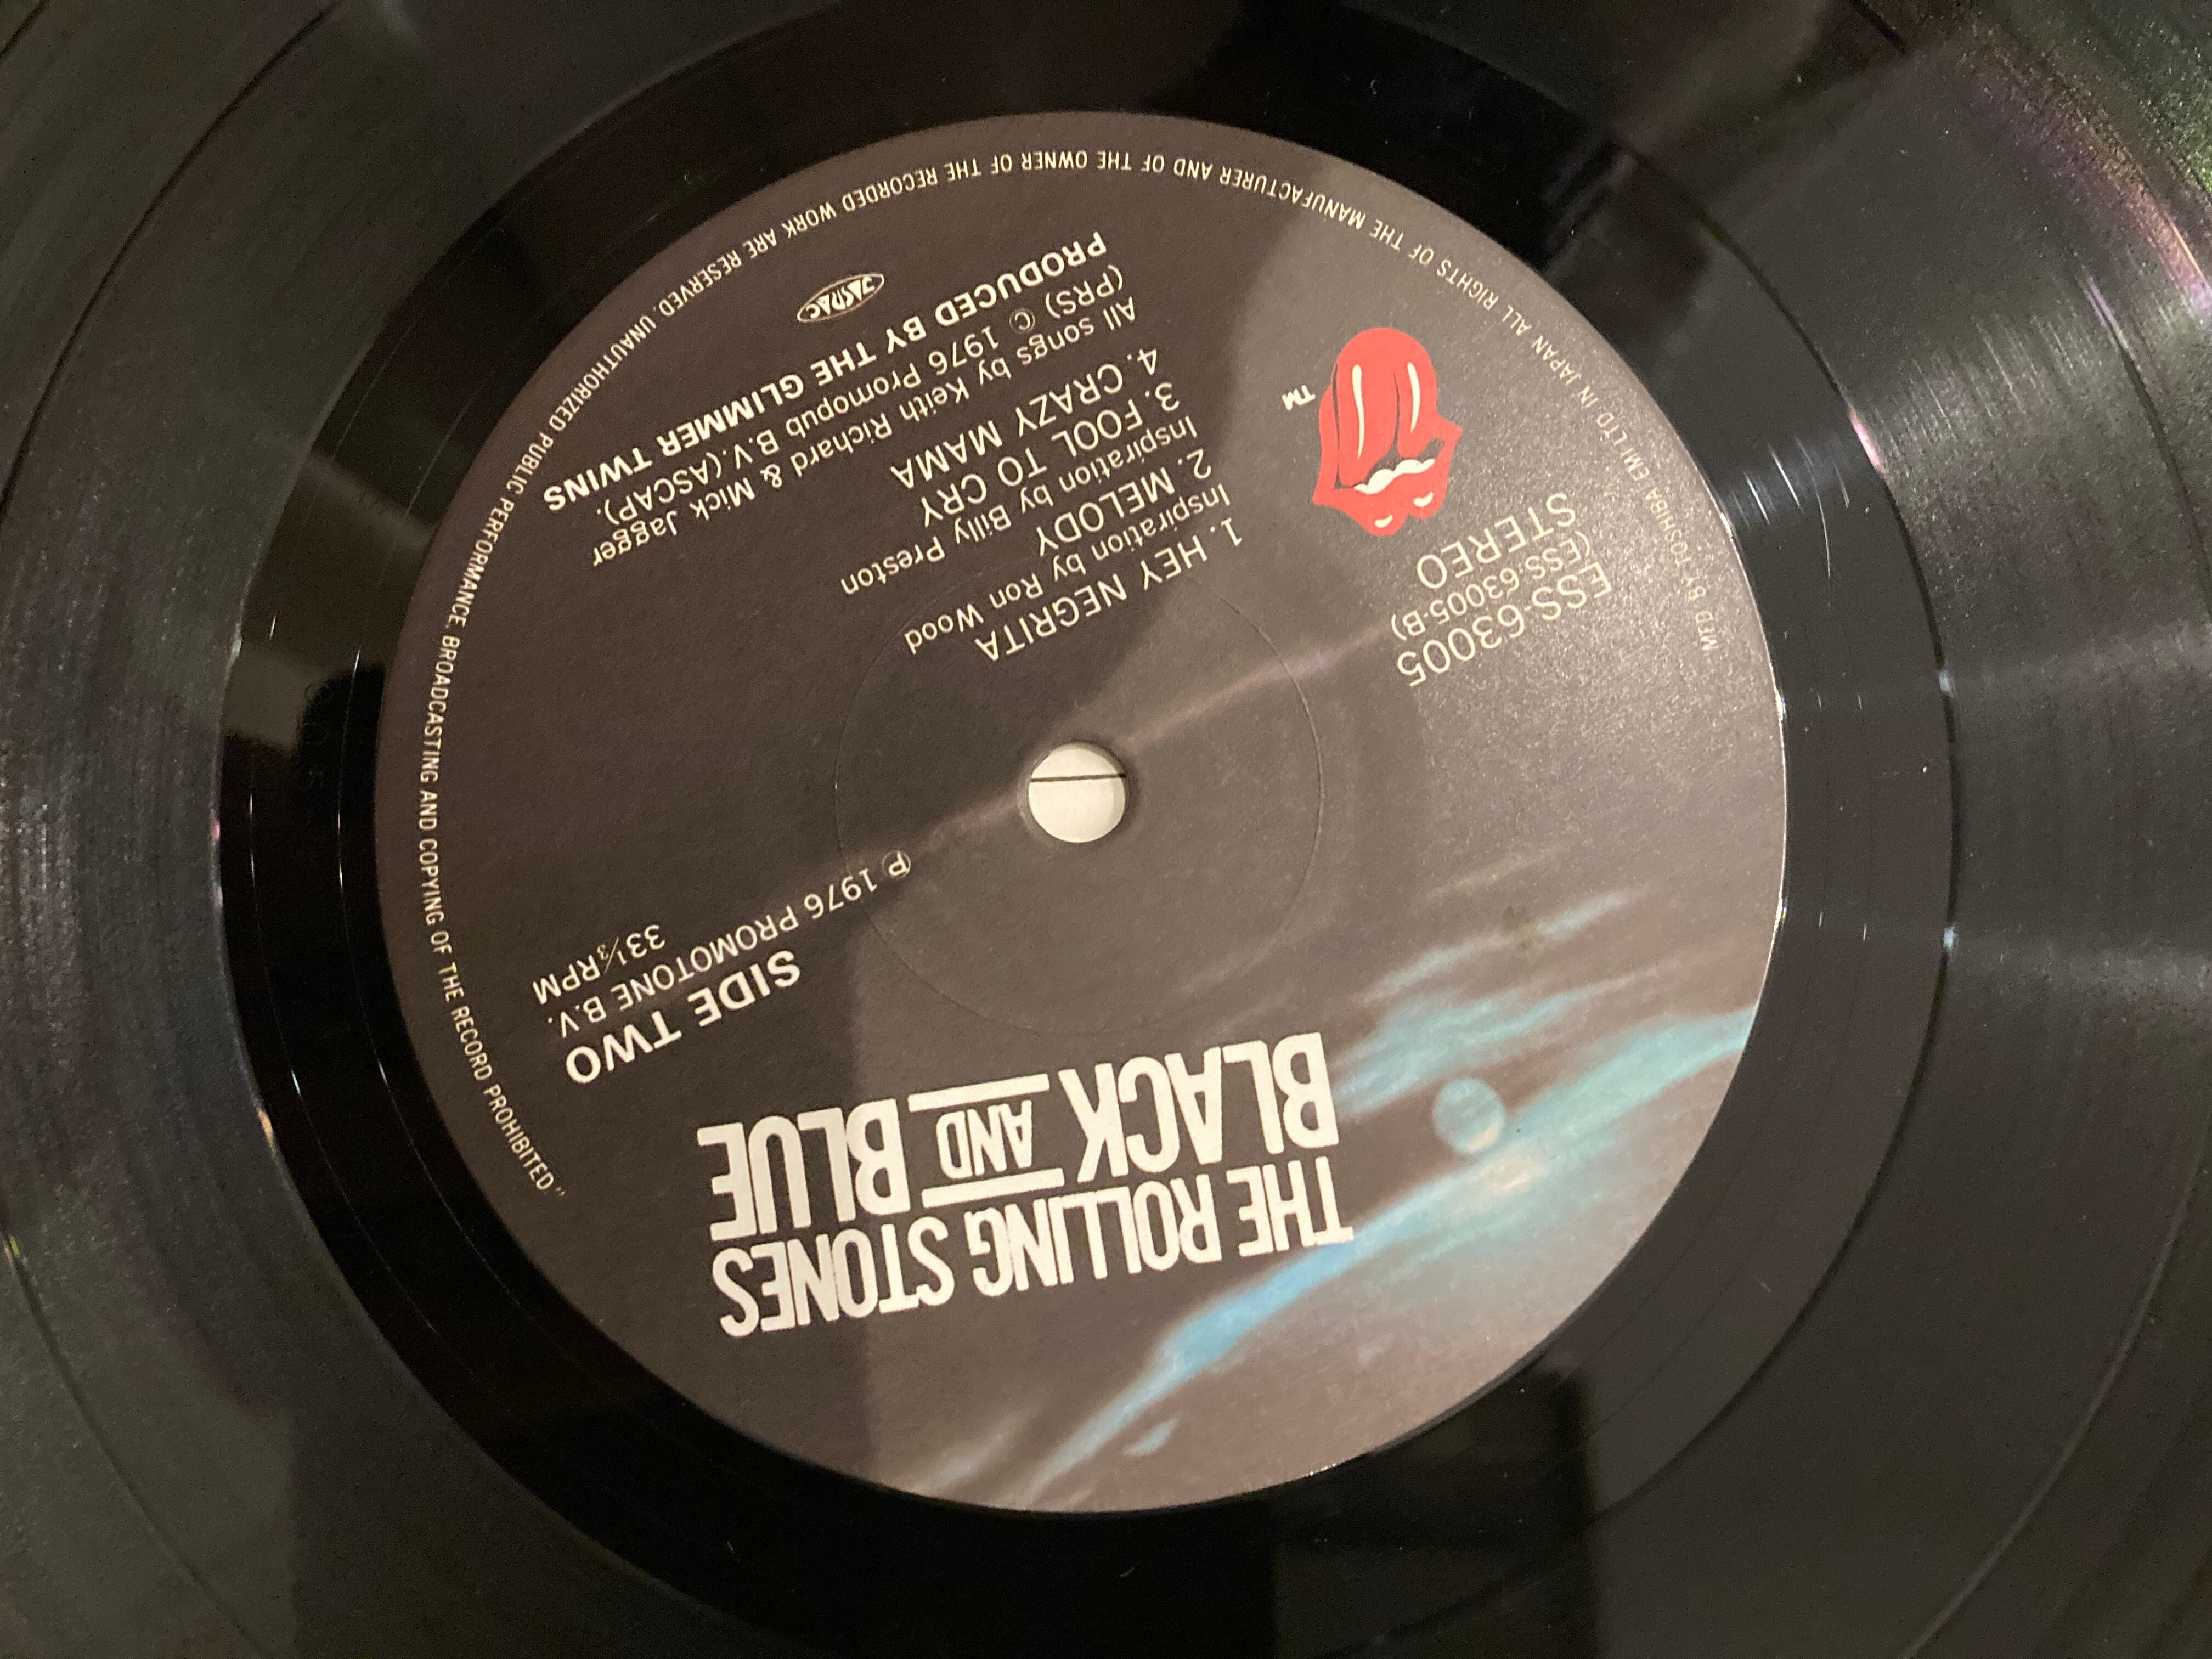 THE ROLLING STONES
BLACK AND BLUE
SIDE TWO
℗ 1976 PROMOTONE B.V.
33⅓RPM
ESS-63005
(ESS.63005-B)
STEREO
TM
1. HEY NEGRITA
Inspiration by Ron Wood
2. MELODY
Inspiration by Billy Preston
3. FOOL TO CRY
4. CRAZY MAMA
All songs by Keith Richard & Mick Jagger
(PRS) © 1976 Promopub B.V. (ASCAP).
PRODUCED BY THE GLIMMER TWINS
JASRAC
MFD BY TOSHIBA EMI LTD IN JAPAN ALL RIGHTS OF THE MANUFACTURER AND OF THE OWNER OF THE RECORDED WORK ARE RESERVED. UNAUTHORIZED PUBLIC PERFORMANCE, BROADCASTING AND COPYING OF THE RECORD PROHIBITED."